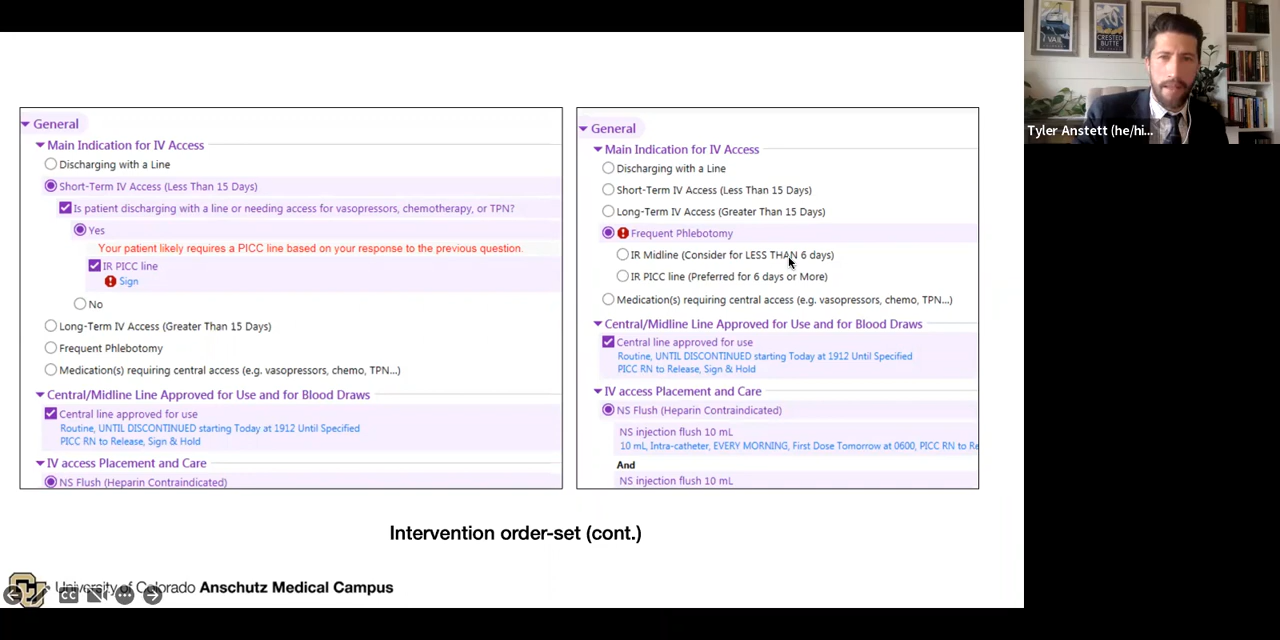 General
Main Indication for IV Access
Discharging with a Line
Short-Term IV Access (Less Than 15 Days)
Is patient discharging with a line or needing access for vasopressors, chemotherapy, or TPN?
Yes
Your patient likely requires a PICC line based on your response to the previous question.
IR PICC line
Sign
No
Long-Term IV Access (Greater Than 15 Days)
Frequent Phlebotomy
Medication(s) requiring central access (e.g. vasopressors, chemo, TPN...)
Central/Midline Line Approved for Use and for Blood Draws
Central line approved for use
Routine, UNTIL DISCONTINUED starting Today at 1912 Until Specified
PICC RN to Release, Sign & Hold
IV access Placement and Care
NS Flush (Heparin Contraindicated)
General
Main Indication for IV Access
Discharging with a Line
Short-Term IV Access (Less Than 15 Days)
Long-Term IV Access (Greater Than 15 Days)
Frequent Phlebotomy
IR Midline (Consider for LESS THAN 6 days)
IR PICC line (Preferred for 6 days or More)
Medication(s) requiring central access (e.g. vasopressors, chemo, TPN...)
Central/Midline Line Approved for Use and for Blood Draws
Central line approved for use
Routine, UNTIL DISCONTINUED starting Today at 1912 Until Specified
PICC RN to Release, Sign & Hold
IV access Placement and Care
NS Flush (Heparin Contraindicated)
NS injection flush 10 mL
10 mL, Intra-catheter, EVERY MORNING, First Dose Tomorrow at 0600, PICC RN to Re
And
NS injection flush 10 mL
Intervention order-set (cont.)
University of Colorado Anschutz Medical Campus
CC
VAIL
CRESTED
BUTTE
Tyler Anstett (he/hi...